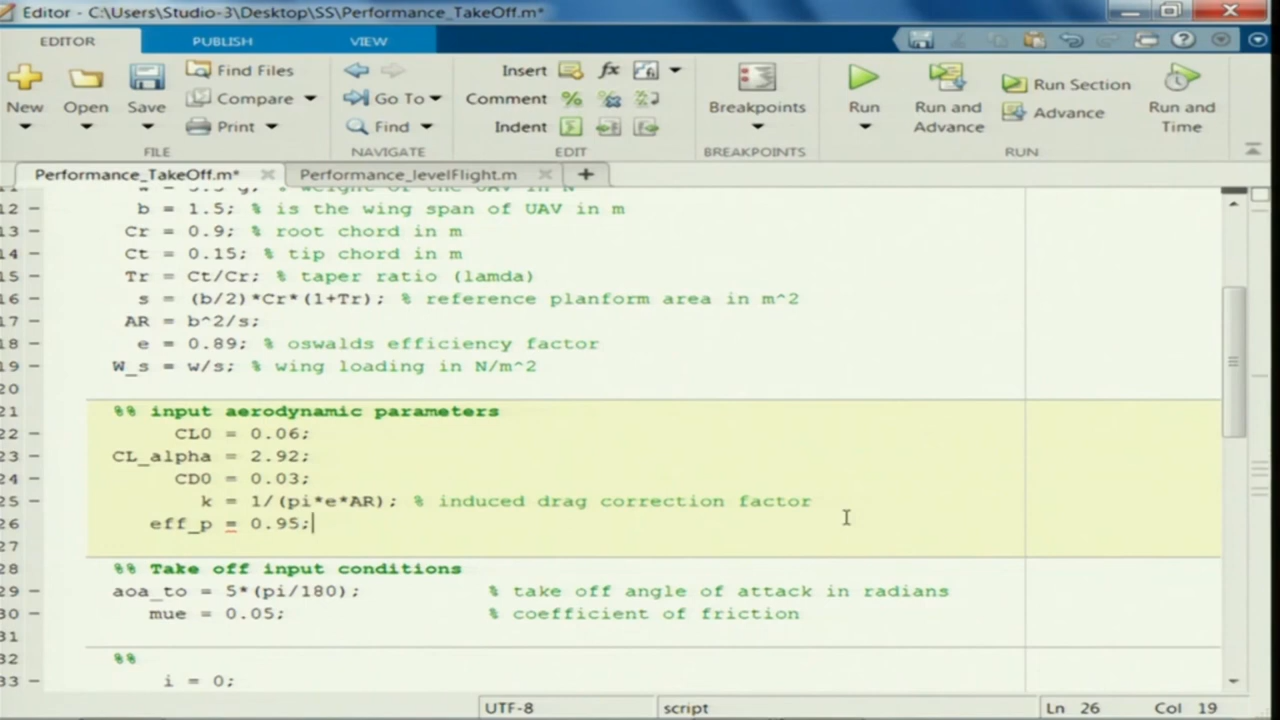 Editor - C:\Users\Studio-3\Desktop\SS\Performance_TakeOff.m*
EDITOR PUBLISH VIEW
New Open Save Find Files Compare Print
FILE
Go To Find
NAVIGATE
Insert fx
Comment
Indent
EDIT
Breakpoints
BREAKPOINTS
Run Run and Advance Run Section Advance Run and Time
RUN
Performance_TakeOff.m* Performance_levelFlight.m
% weight of the UAV in N
12 - b = 1.5; % is the wing span of UAV in m
13 - Cr = 0.9; % root chord in m
14 - Ct = 0.15; % tip chord in m
15 - Tr = Ct/Cr; % taper ratio (lamda)
16 - s = (b/2)*Cr*(1+Tr); % reference planform area in m^2
17 - AR = b^2/s;
18 - e = 0.89; % oswalds efficiency factor
19 - W_s = w/s; % wing loading in N/m^2
20
21 %% input aerodynamic parameters
22 - CL0 = 0.06;
23 - CL_alpha = 2.92;
24 - CD0 = 0.03;
25 - k = 1/(pi*e*AR); % induced drag correction factor
26 - eff_p = 0.95;
27
28 %% Take off input conditions
29 - aoa_to = 5*(pi/180); % take off angle of attack in radians
30 - mue = 0.05; % coefficient of friction
31
32 %%
33 - i = 0;
UTF-8 script Ln 26 Col 19